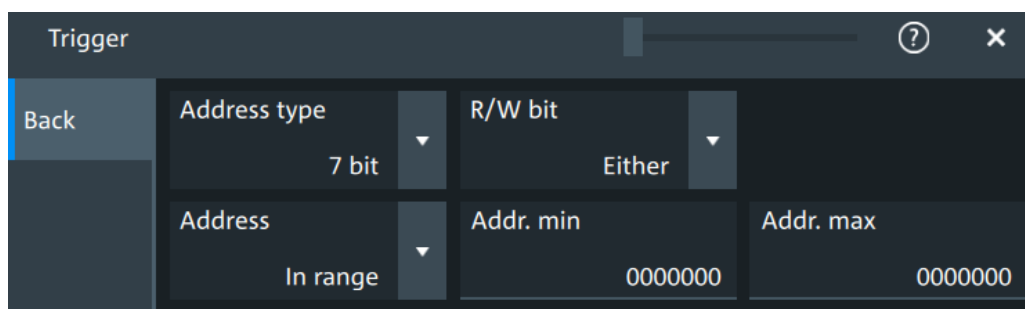 Trigger
Back
Address type
7 bit
R/W bit
Either
Address
In range
Addr. min
0000000
Addr. max
0000000